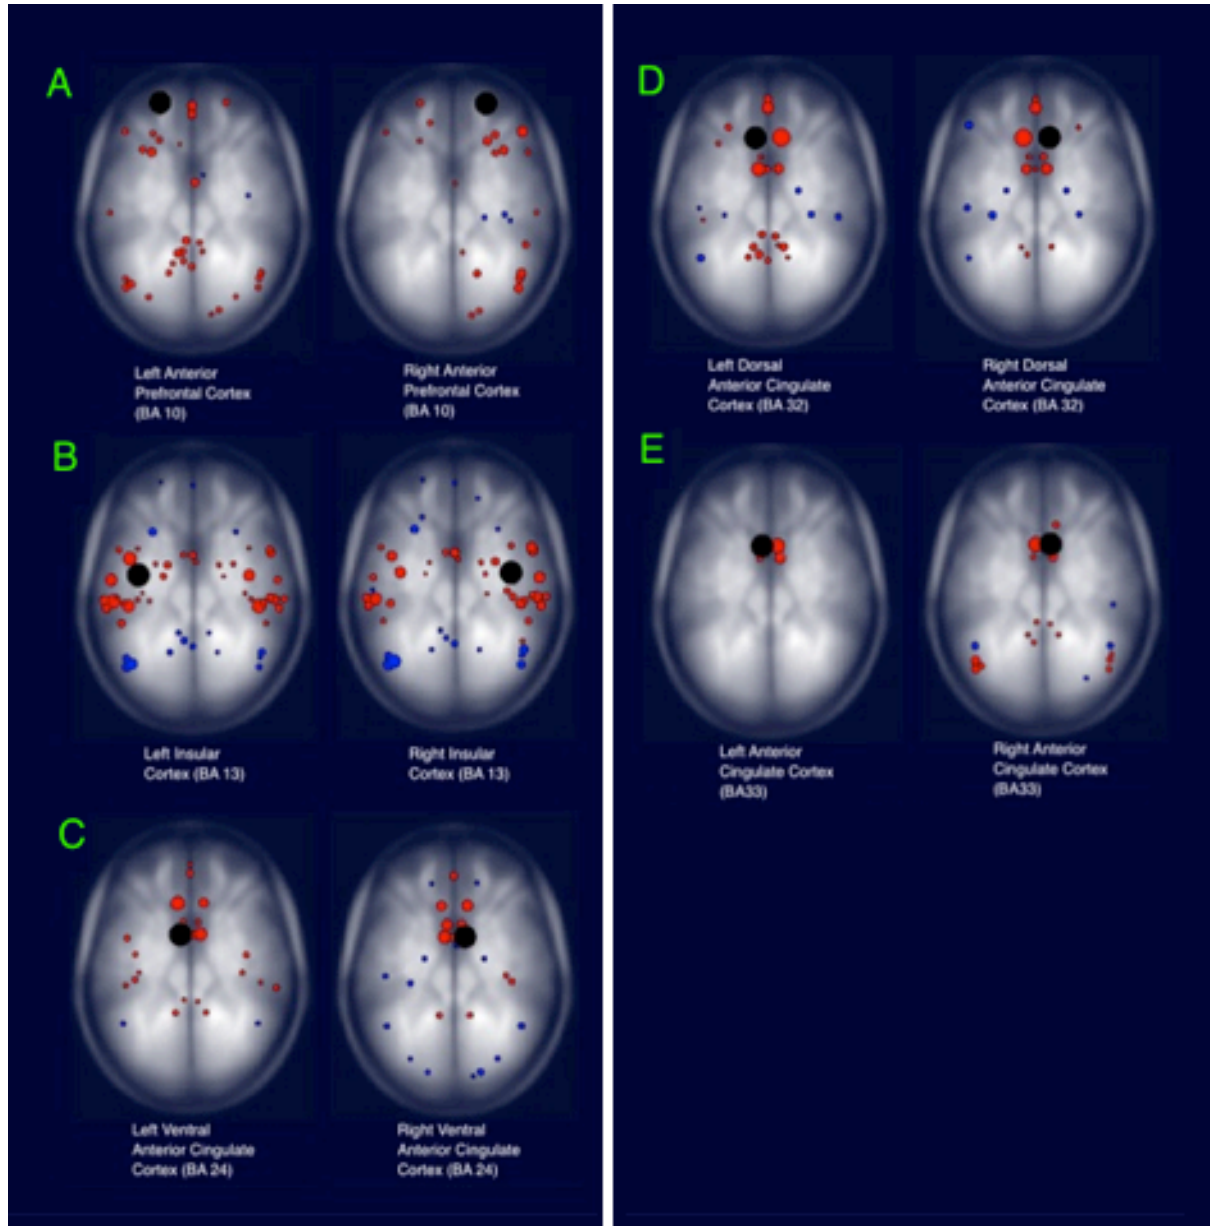 A
Left Anterior
Prefrontal Cortex
(BA 10)
Right Anterior
Prefrontal Cortex
(BA 10)
B
Left Insular
Cortex (BA 13)
Right Insular
Cortex (BA 13)
C
Left Ventral
Anterior Cingulate
Cortex (BA 24)
Right Ventral
Anterior Cingulate
Cortex (BA 24)
D
Left Dorsal
Anterior Cingulate
Cortex (BA 32)
Right Dorsal
Anterior Cingulate
Cortex (BA 32)
E
Left Anterior
Cingulate Cortex
(BA33)
Right Anterior
Cingulate Cortex
(BA33)